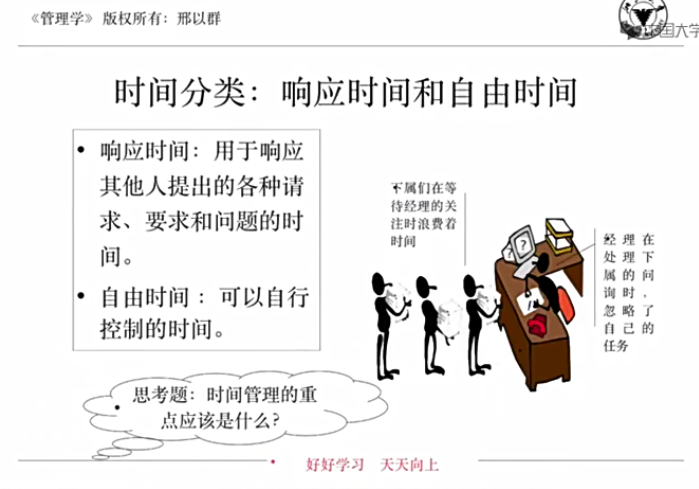 《管理学》 版权所有：邢以群
中国大学
时间分类：响应时间和自由时间
• 响应时间：用于响应
其他人提出的各种请
求、要求和问题的时
间。
• 自由时间：可以自行
控制的时间。
下属们在等
待经理的关
注时浪费着
时间
经理在
处理下
属的问
询时，
忽略了
自己的
任务
? ?
• 思考题：时间管理的重
点应该是什么?
• 好好学习 天天向上